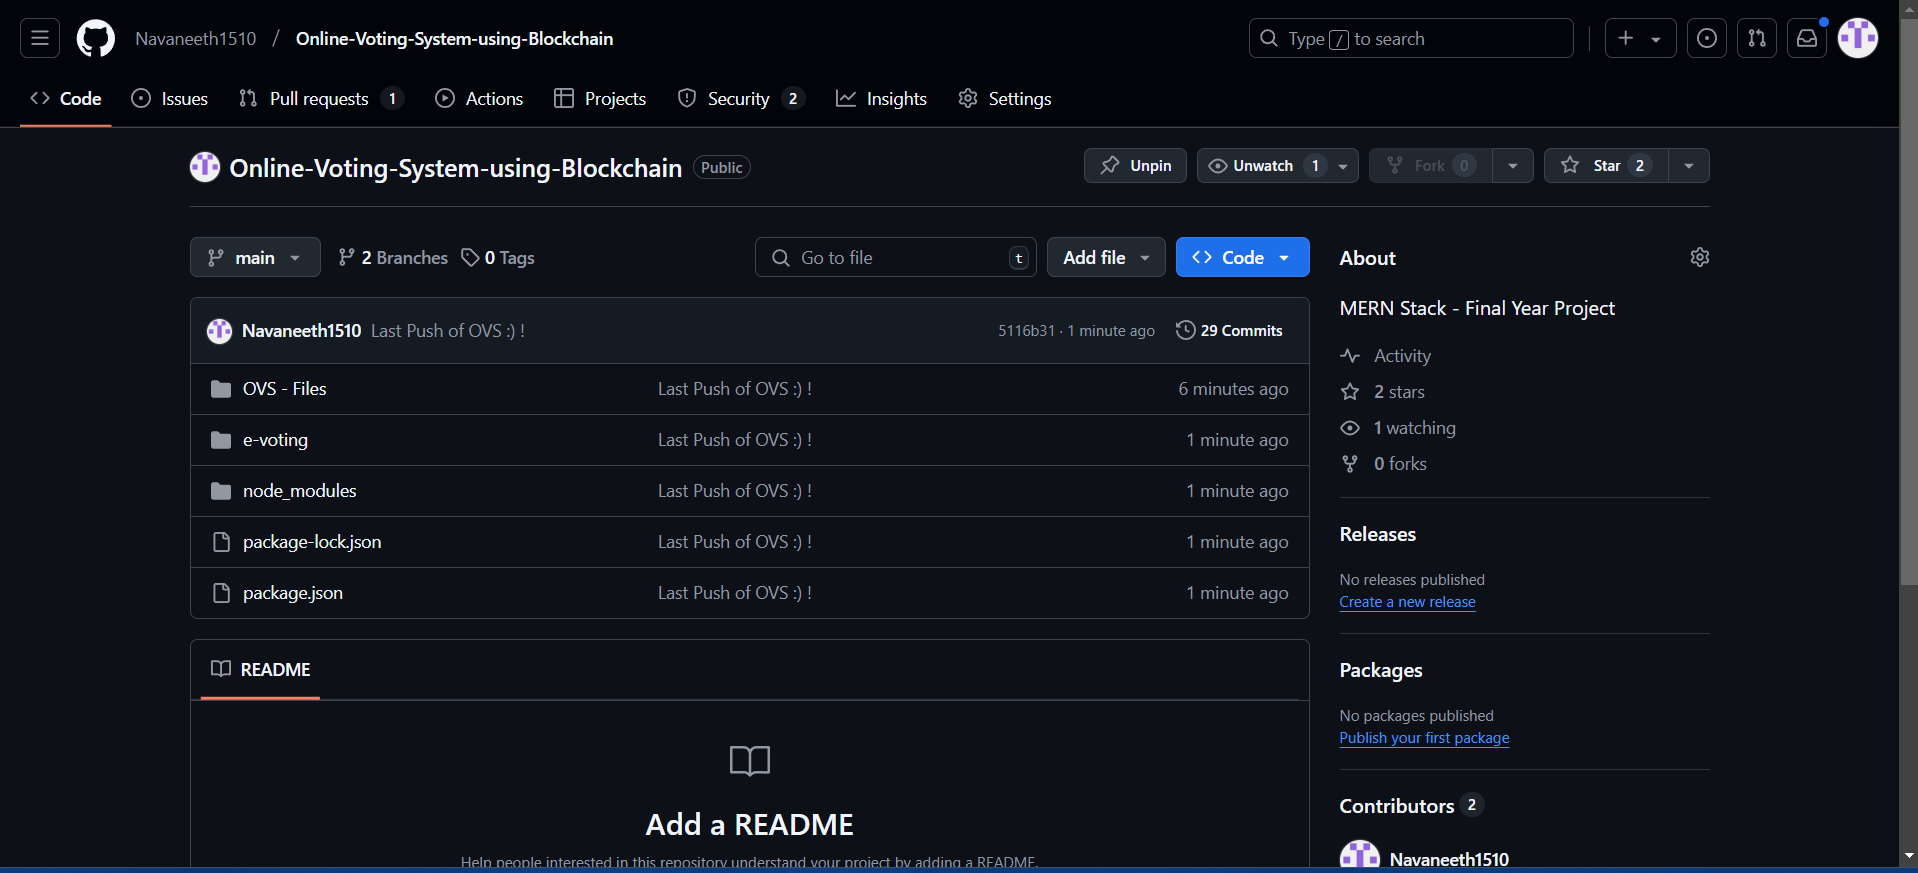 Navaneeth1510 / Online-Voting-System-using-Blockchain
Type / to search
Code
Issues
Pull requests 1
Actions
Projects
Security 2
Insights
Settings
Online-Voting-System-using-Blockchain Public
Unpin
Unwatch 1
Fork 0
Star 2
main
2 Branches
0 Tags
Go to file t
Add file
Code
Navaneeth1510 Last Push of OVS :) ! 5116b31 · 1 minute ago 29 Commits
OVS - Files Last Push of OVS :) ! 6 minutes ago
e-voting Last Push of OVS :) ! 1 minute ago
node_modules Last Push of OVS :) ! 1 minute ago
package-lock.json Last Push of OVS :) ! 1 minute ago
package.json Last Push of OVS :) ! 1 minute ago
README
Add a README
Help people interested in this repository understand your project by adding a README.
About
MERN Stack - Final Year Project
Activity
2 stars
1 watching
0 forks
Releases
No releases published
Create a new release
Packages
No packages published
Publish your first package
Contributors 2
Navaneeth1510